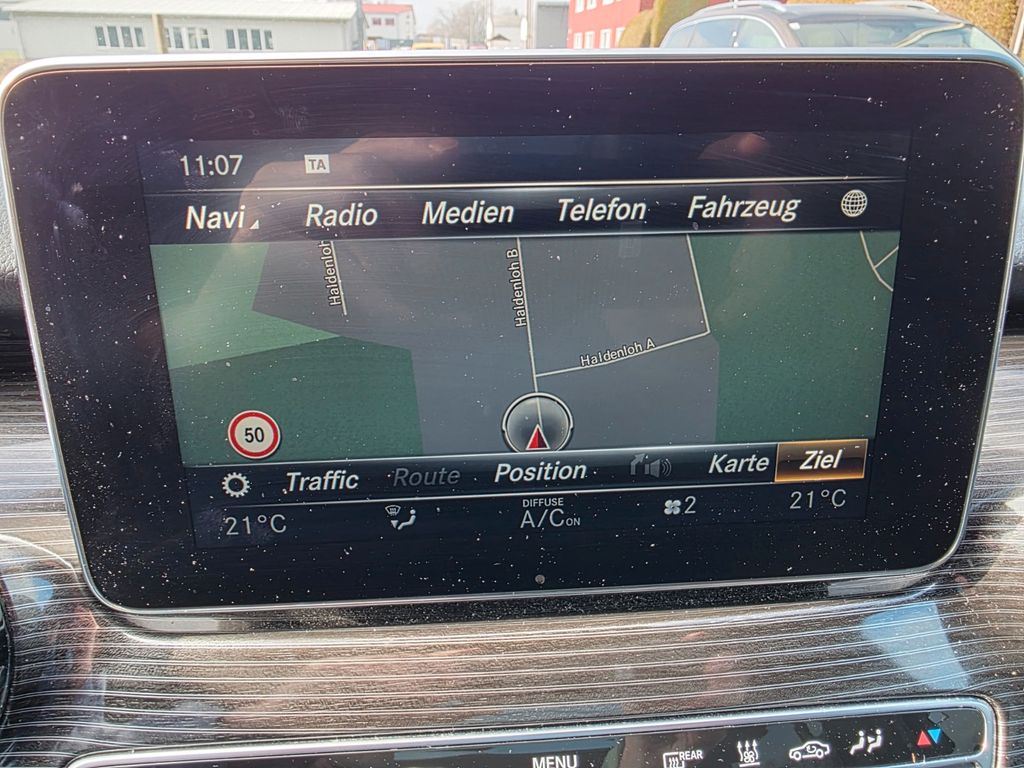 11:07 TA
Navi Radio Medien Telefon Fahrzeug
Haldenloh
Haldenloh B
Haldenloh A
50
Traffic Route Position Karte Ziel
21°C DIFFUSE 2 21°C
A/C ON
REAR
MENU